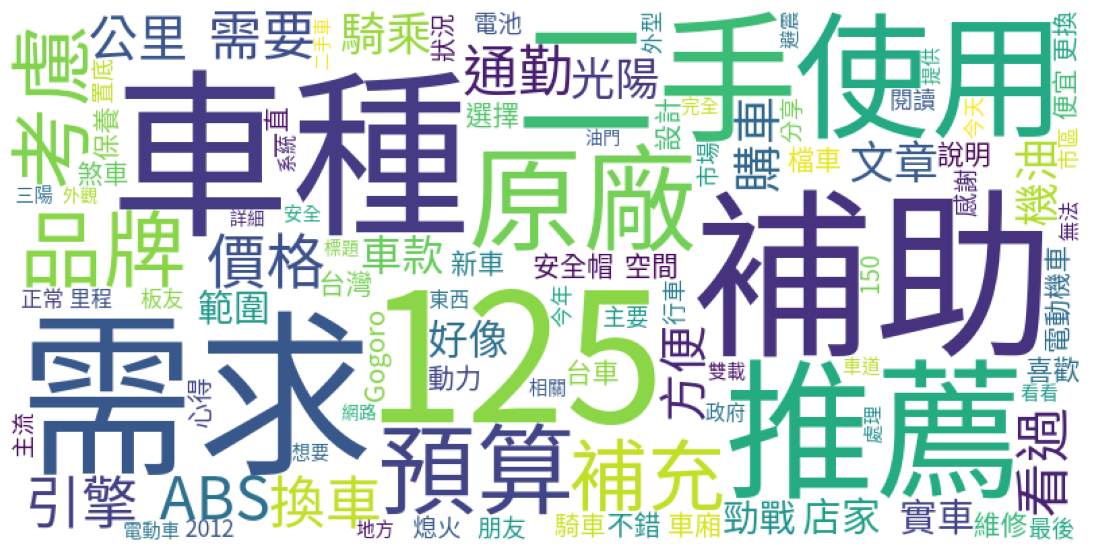 考慮
公里
需要
二手車
騎乘
狀況
電池
二手
外型
避震
使用
提供
更換
置底
保養
煞車
車種
直
系統
通勤
光陽
選擇
油門
設計
完全
市場
分享
購車
檔車
閱讀
文章
今天
說明
便宜
市區
機油
感謝
無法
三陽
外觀
品牌
詳細
安全
原廠
補助
價格
標題
車款
新車
安全帽
空間
150
電動機車
正常
里程
板友
範圍
台灣
125
東西
今年
主要
行車
Gogoro
好像
動力
相關
台車
方便
雙載
政府
車道
喜歡
看看
需求
心得
網路
主流
想要
推薦
處理
看過
引擎
ABS
換車
預算
補充
勁戰
店家
實車
維修
最後
電動車
2012
地方
熄火
朋友
騎車
不錯
車廂